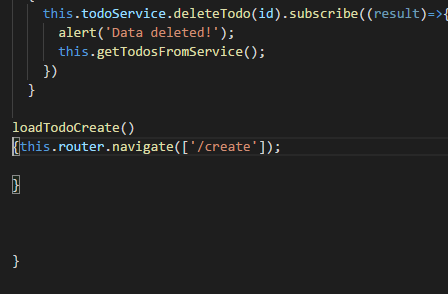 {
this.todoService.deleteTodo(id).subscribe((result)=>{
alert('Data deleted!');
this.getTodosFromService();
})
}
loadTodoCreate()
{this.router.navigate(['/create']);
}
}